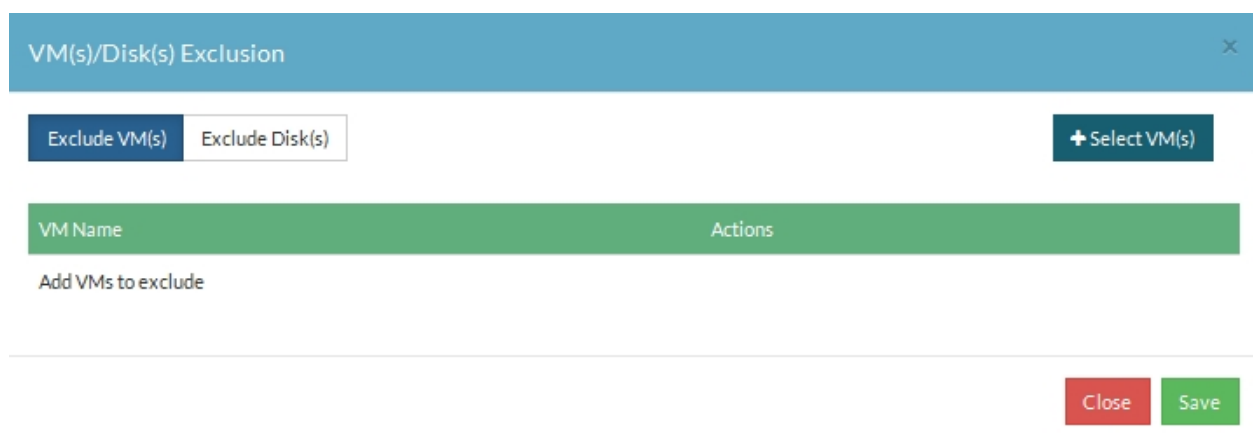 VM(s)/Disk(s) Exclusion ×
Exclude VM(s) Exclude Disk(s) + Select VM(s)
VM Name Actions
Add VMs to exclude
Close Save